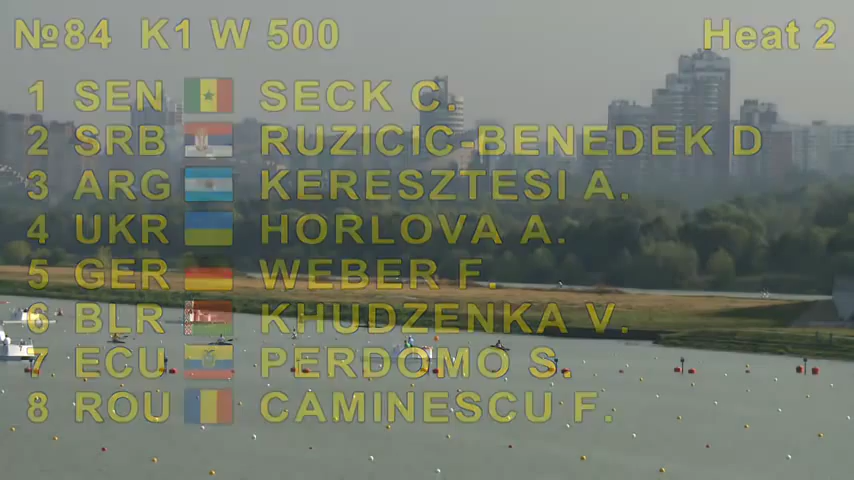 №84 K1 W 500 Heat 2
1 SEN SECK C.
2 SRB RUZICIC-BENEDEK D
3 ARG KERESZTESI A.
4 UKR HORLOVA A.
5 GER WEBER F
6 BLR KHUDZENKA V.
7 ECU PERDOMO S.
8 ROU CAMINESCU F.